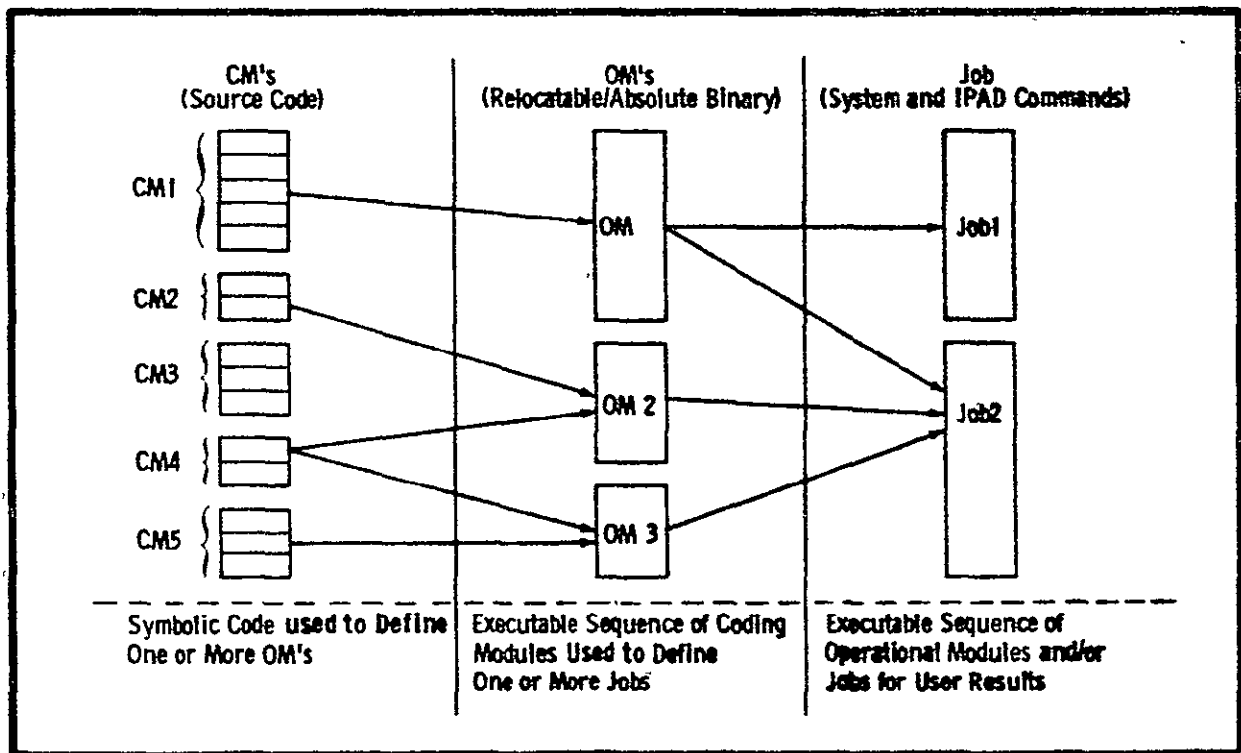 CM's
(Source Code)
OM's
(Relocatable/Absolute Binary)
Job
(System and IPAD Commands)
CM1
CM2
CM3
CM4
CM5
OM
OM 2
OM 3
Job1
Job2
Symbolic Code used to Define
One or More OM's
Executable Sequence of Coding
Modules Used to Define
One or More Jobs
Executable Sequence of
Operational Modules and/or
Jobs for User Results